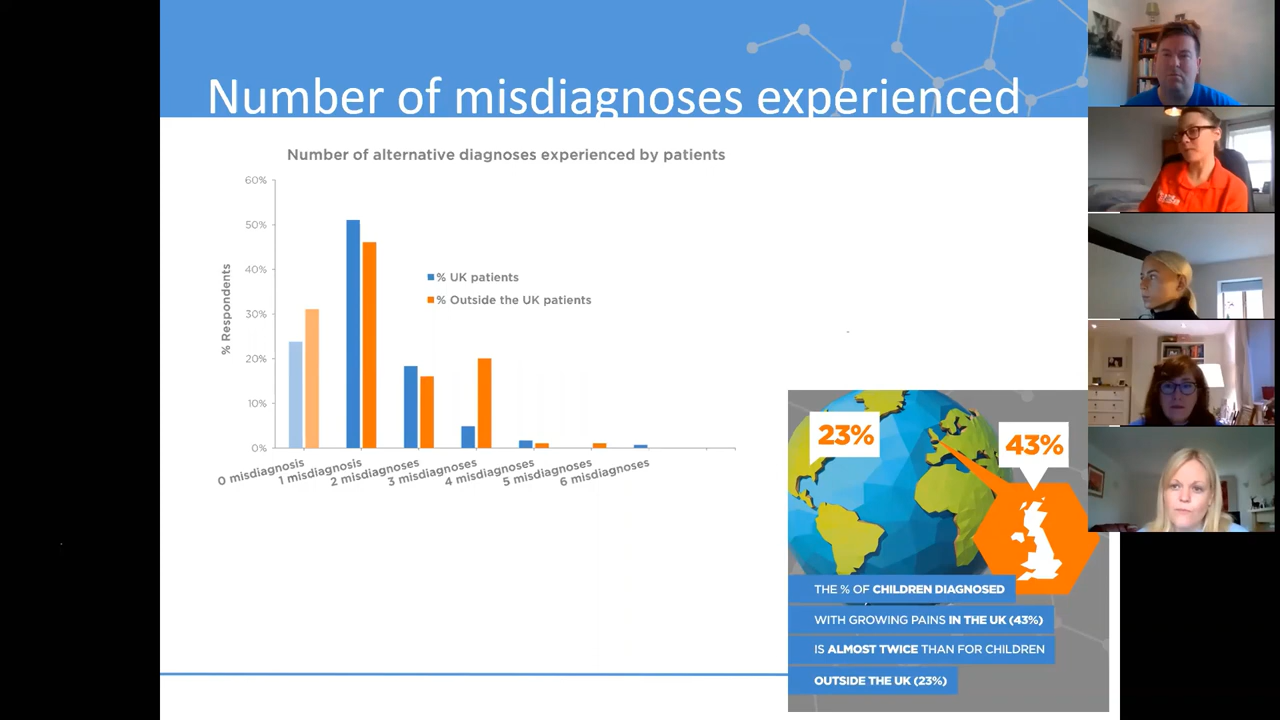 Number of misdiagnoses experienced
Number of alternative diagnoses experienced by patients
60%
50%
40%
30%
20%
10%
0%
% Respondents
% UK patients
% Outside the UK patients
0 misdiagnosis
1 misdiagnosis
2 misdiagnoses
3 misdiagnoses
4 misdiagnoses
5 misdiagnoses
6 misdiagnoses
23%
43%
THE % OF CHILDREN DIAGNOSED
WITH GROWING PAINS IN THE UK (43%)
IS ALMOST TWICE THAN FOR CHILDREN
OUTSIDE THE UK (23%)